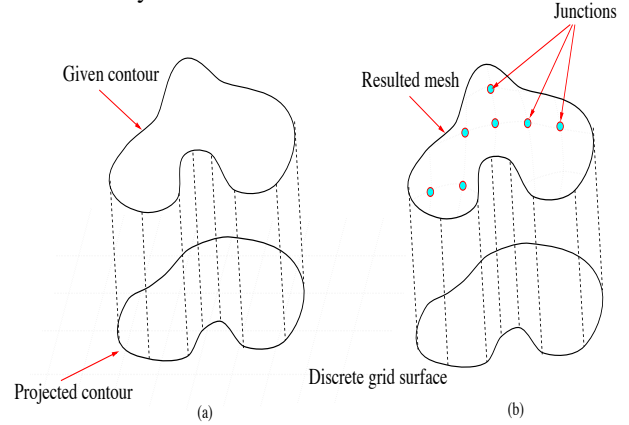 Junctions
Given contour
Resulted mesh
Projected contour
Discrete grid surface
(a)
(b)